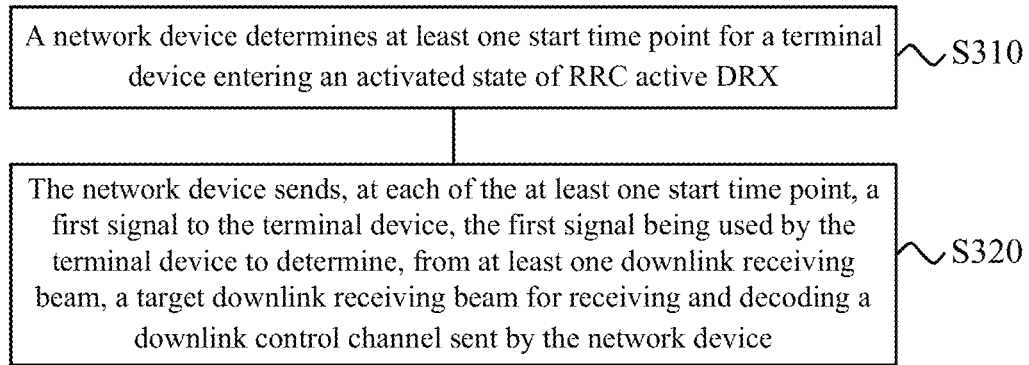 A network device determines at least one start time point for a terminal
device entering an activated state of RRC active DRX
S310
The network device sends, at each of the at least one start time point, a
first signal to the terminal device, the first signal being used by the
terminal device to determine, from at least one downlink receiving
beam, a target downlink receiving beam for receiving and decoding a
downlink control channel sent by the network device
S320